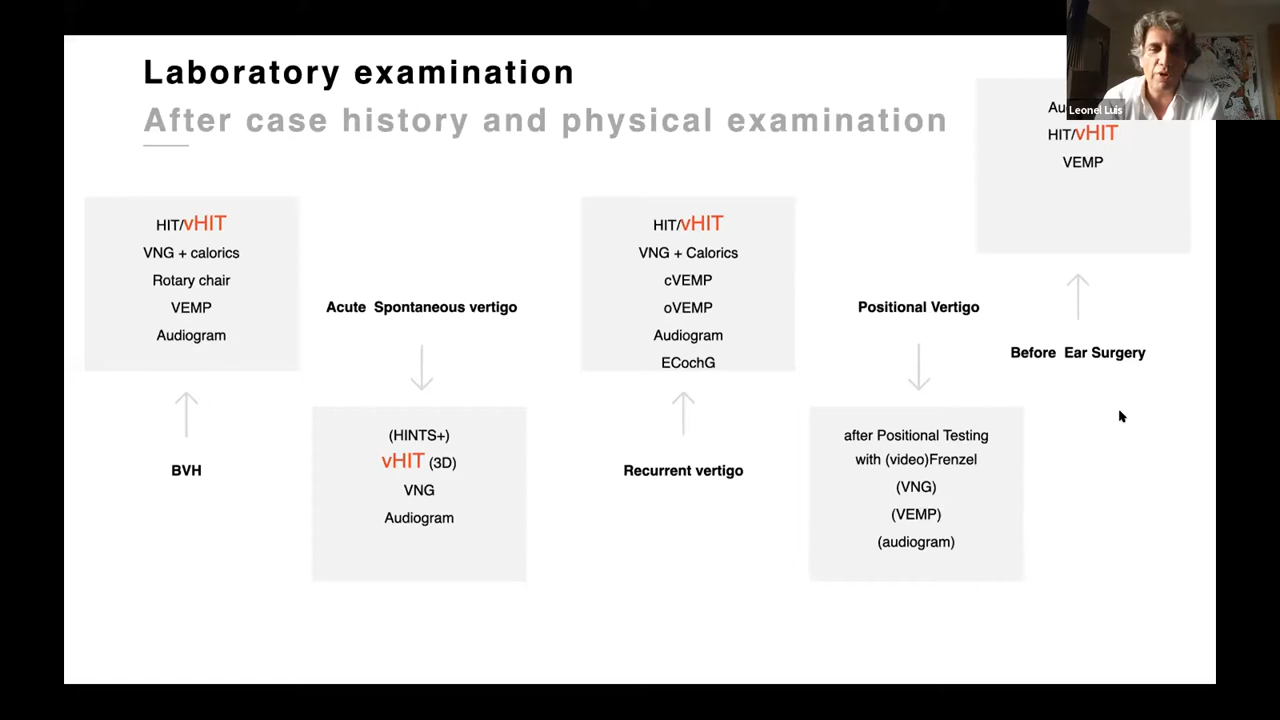 Laboratory examination
After case history and physical examination
Leonel Luis
HIT/vHIT
VNG + calorics
Rotary chair
VEMP
Audiogram
BVH
Acute Spontaneous vertigo
(HINTS+)
vHIT (3D)
VNG
Audiogram
HIT/vHIT
VNG + Calorics
cVEMP
oVEMP
Audiogram
ECochG
Recurrent vertigo
Positional Vertigo
after Positional Testing
with (video)Frenzel
(VNG)
(VEMP)
(audiogram)
HIT/vHIT
VEMP
Before Ear Surgery